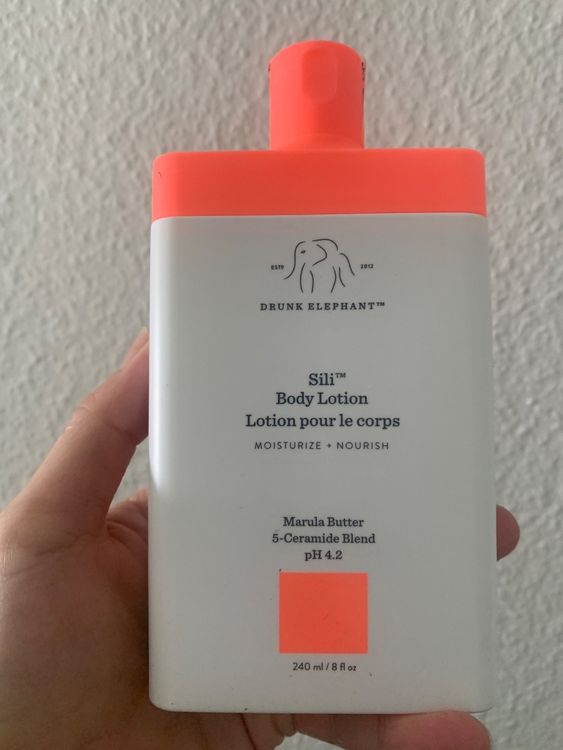 ESTD 2012
DRUNK ELEPHANT™
Sili™
Body Lotion
Lotion pour le corps
MOISTURIZE + NOURISH
Marula Butter
5-Ceramide Blend
pH 4.2
240 ml / 8 fl oz